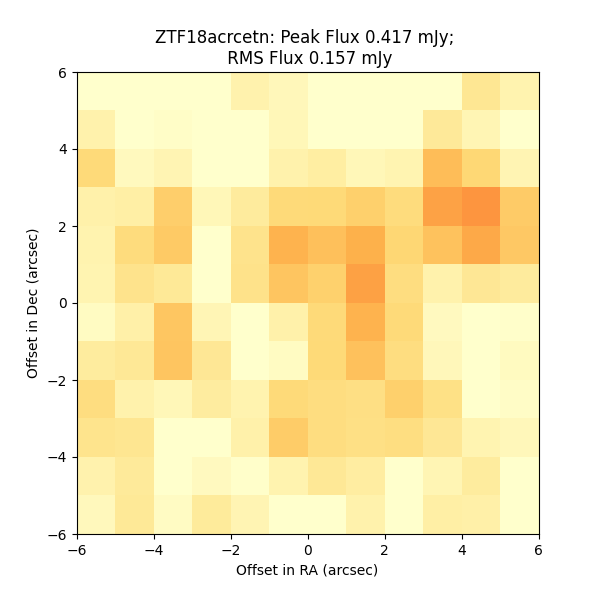 ZTF18acrcetn: Peak Flux 0.417 mJy;
RMS Flux 0.157 mJy
6
4
2
0
−2
−4
−6
Offset in Dec (arcsec)
−6 −4 −2 0 2 4 6
Offset in RA (arcsec)